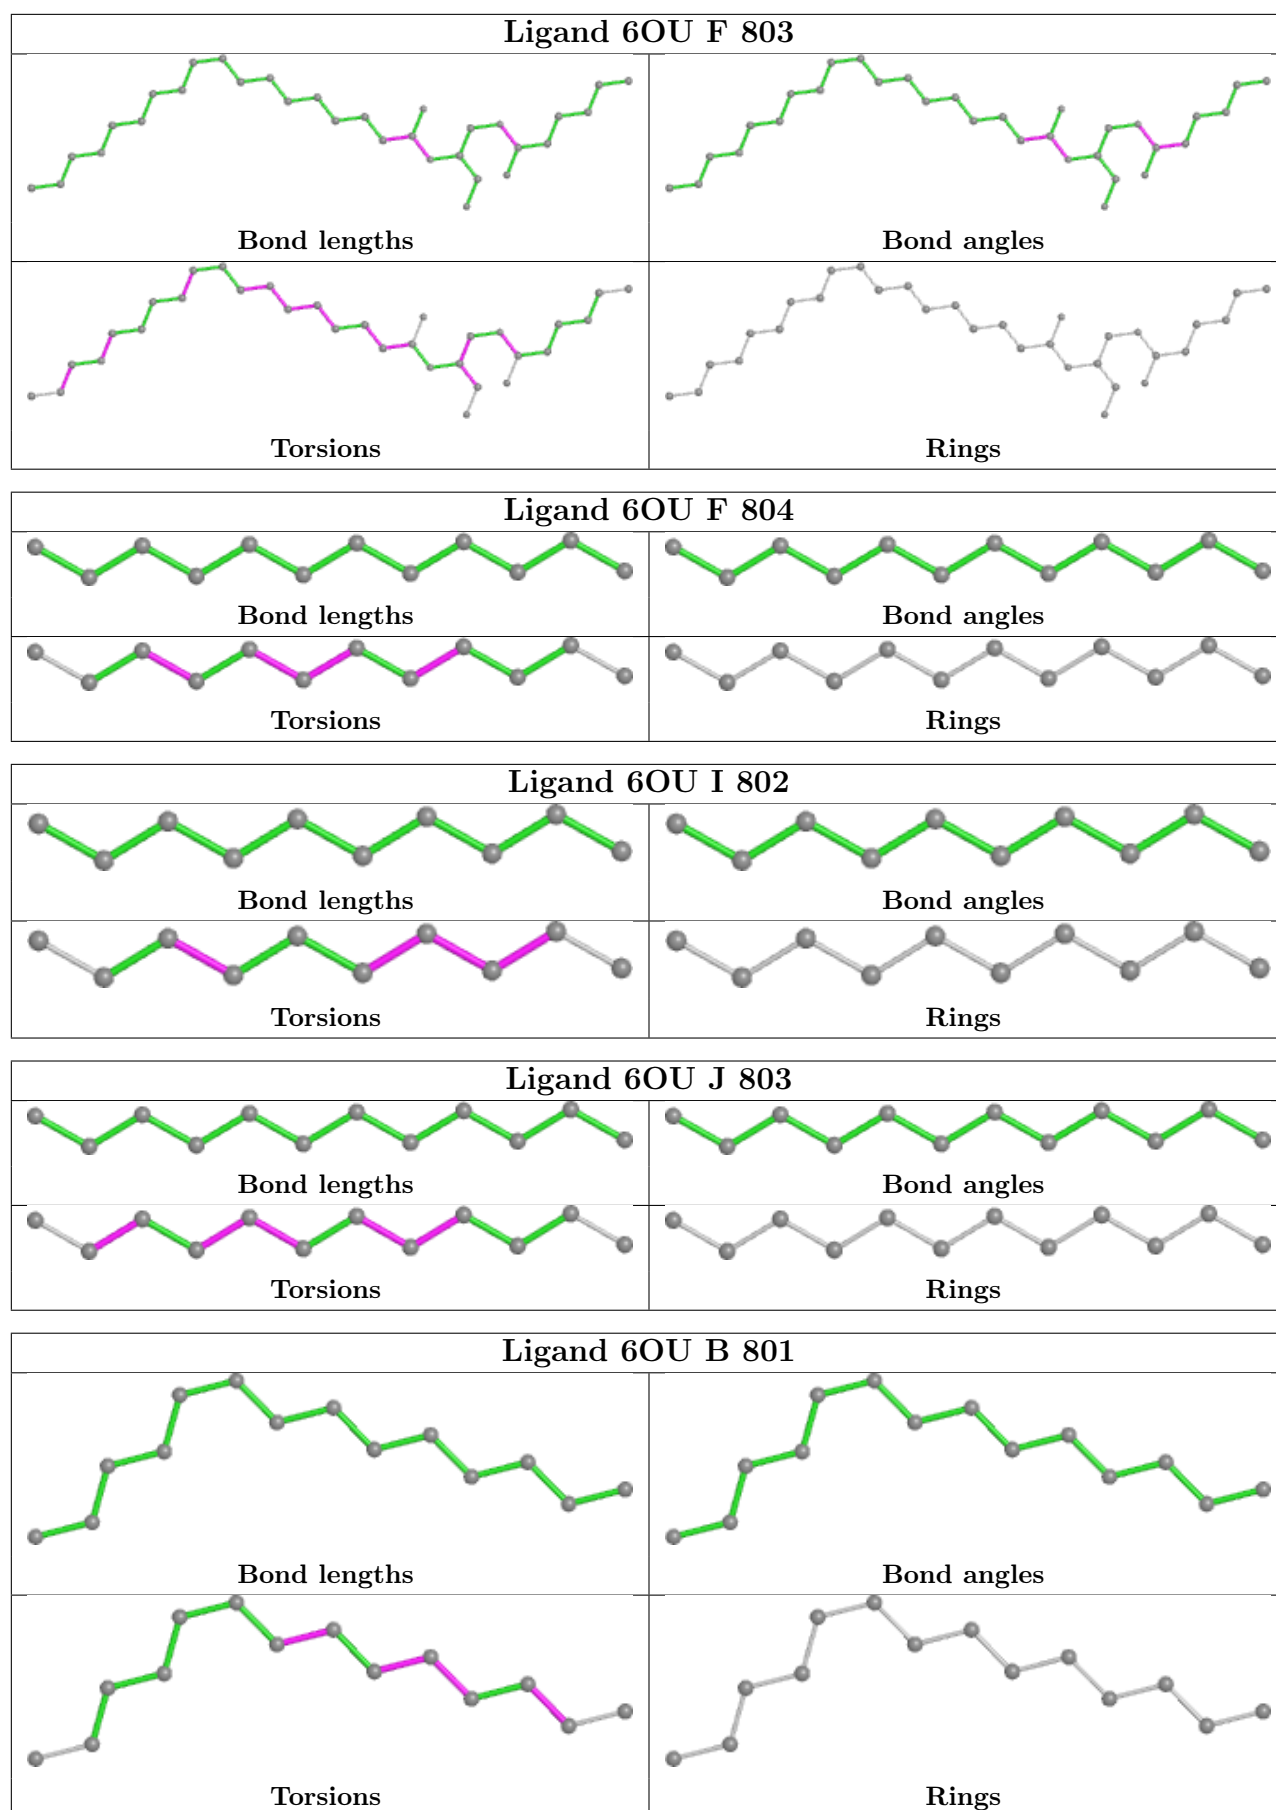 Ligand 6OU F 803
Bond lengths
Bond angles
Torsions
Rings
Ligand 6OU F 804
Bond lengths
Bond angles
Torsions
Rings
Ligand 6OU I 802
Bond lengths
Bond angles
Torsions
Rings
Ligand 6OU J 803
Bond lengths
Bond angles
Torsions
Rings
Ligand 6OU B 801
Bond lengths
Bond angles
Torsions
Rings